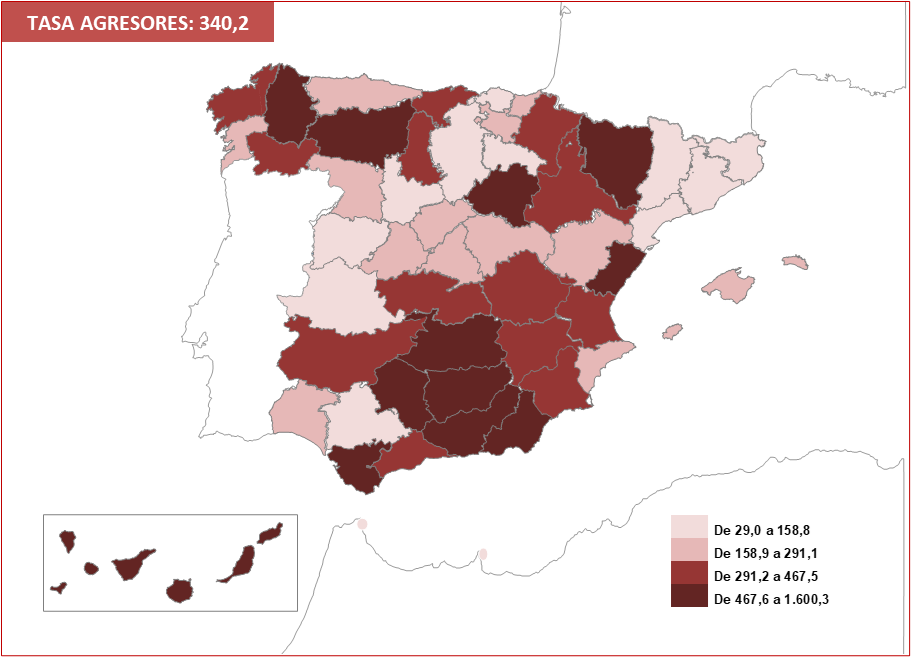 TASA AGRESORES: 340,2
De 29,0 a 158,8
De 158,9 a 291,1
De 291,2 a 467,5
De 467,6 a 1.600,3